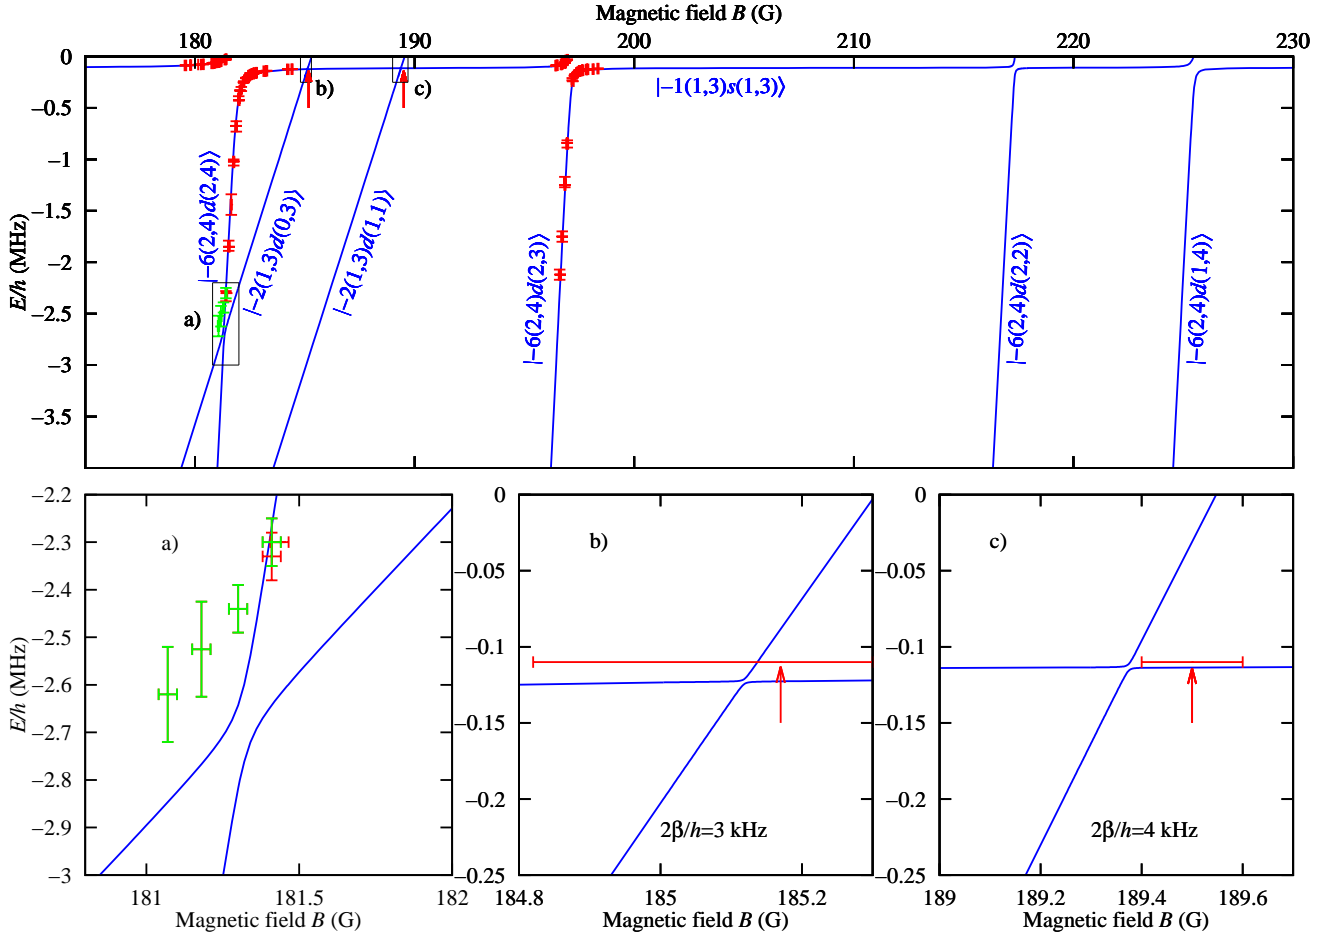 Magnetic field B (G)
180 190 200 210 220 230
0
−0.5
−1
−1.5
−2
−2.5
−3
−3.5
E/h (MHz)
|−6(2,4)d(2,4)⟩
|−2(1,3)d(0,3)⟩
|−2(1,3)d(1,1)⟩
|−6(2,4)d(2,3)⟩
|−1(1,3)s(1,3)⟩
|−6(2,4)d(2,2)⟩
|−6(2,4)d(1,4)⟩
a)
b)
c)
−2.2
−2.3
−2.4
−2.5
−2.6
−2.7
−2.8
−2.9
−3
E/h (MHz)
a)
181 181.5 182
Magnetic field B (G)
0
−0.05
−0.1
−0.15
−0.2
−0.25
b)
2β/h=3 kHz
184.8 185 185.2
Magnetic field B (G)
0
−0.05
−0.1
−0.15
−0.2
−0.25
c)
2β/h=4 kHz
189 189.2 189.4 189.6
Magnetic field B (G)